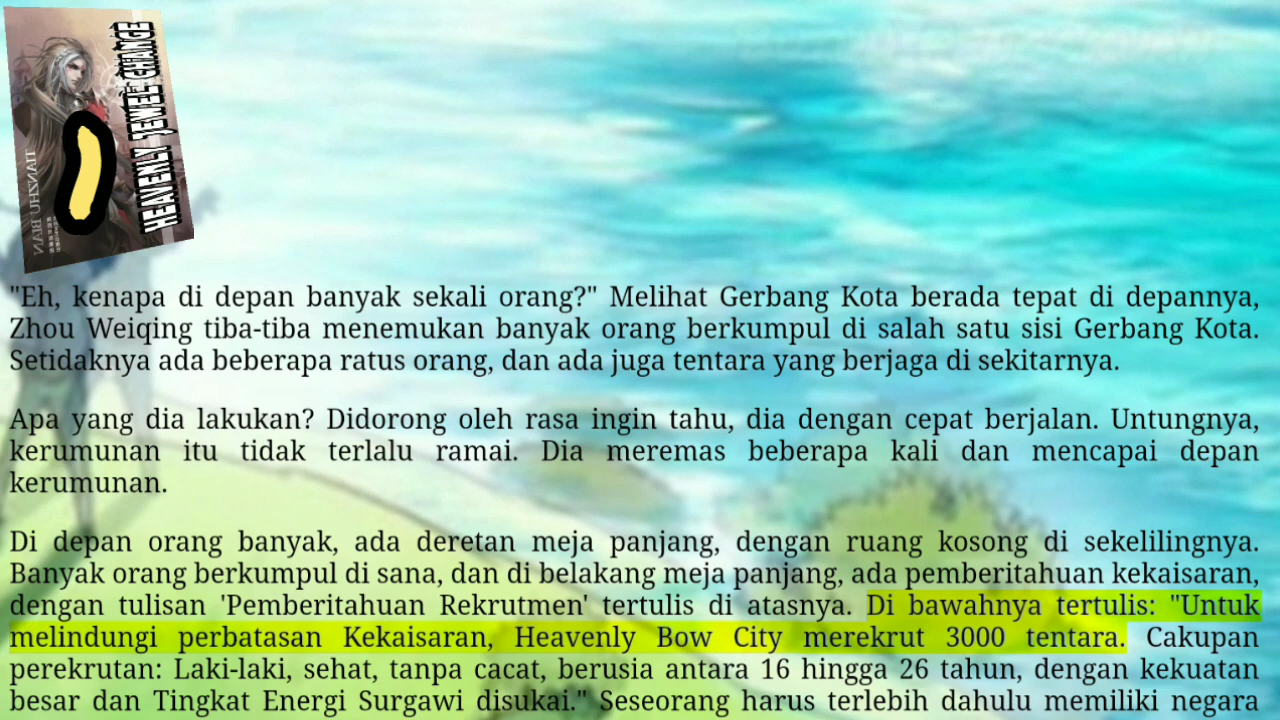 HEAVENLY JEWEL CHANGE
TIANZHU BIAN
"Eh, kenapa di depan banyak sekali orang?" Melihat Gerbang Kota berada tepat di depannya,
Zhou Weiqing tiba-tiba menemukan banyak orang berkumpul di salah satu sisi Gerbang Kota.
Setidaknya ada beberapa ratus orang, dan ada juga tentara yang berjaga di sekitarnya.
Apa yang dia lakukan? Didorong oleh rasa ingin tahu, dia dengan cepat berjalan. Untungnya,
kerumunan itu tidak terlalu ramai. Dia meremas beberapa kali dan mencapai depan
kerumunan.
Di depan orang banyak, ada deretan meja panjang, dengan ruang kosong di sekelilingnya.
Banyak orang berkumpul di sana, dan di belakang meja panjang, ada pemberitahuan kekaisaran,
dengan tulisan 'Pemberitahuan Rekrutmen' tertulis di atasnya. Di bawahnya tertulis: "Untuk
melindungi perbatasan Kekaisaran, Heavenly Bow City merekrut 3000 tentara. Cakupan
perekrutan: Laki-laki, sehat, tanpa cacat, berusia antara 16 hingga 26 tahun, dengan kekuatan
besar dan Tingkat Energi Surgawi disukai." Seseorang harus terlebih dahulu memiliki negara